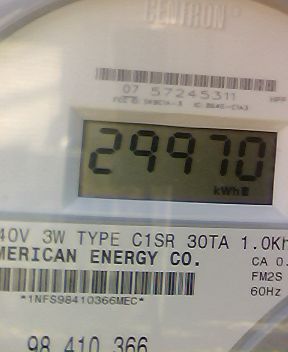 CENTRON
07 57245311
29970
kWh
40V 3W TYPE C1SR 30TA 1.0Kh
MERICAN ENERGY CO.
CA 0.
FM2S
60Hz
*1NFS98410366MEC*
98 410 366